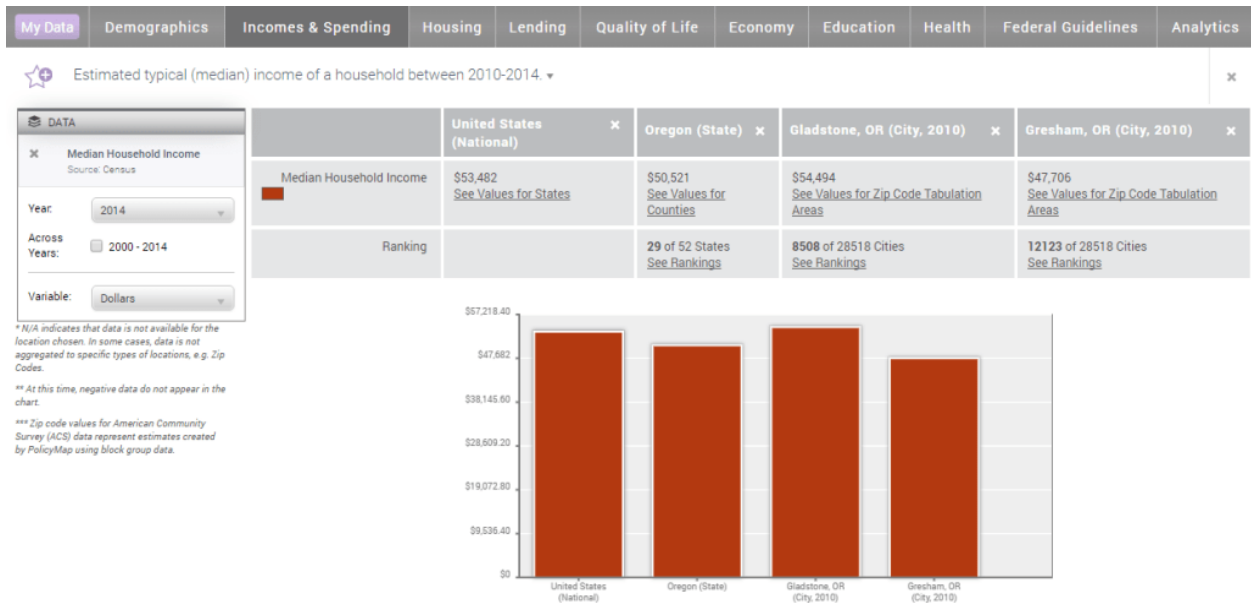 My Data Demographics Incomes & Spending Housing Lending Quality of Life Economy Education Health Federal Guidelines Analytics
Estimated typical (median) income of a household between 2010-2014.
DATA
Median Household Income
Source: Census
Year: 2014
Across
Years: 2000 - 2014
Variable: Dollars
* N/A indicates that data is not available for the
location chosen. In some cases, data is not
aggregated to specific types of locations, e.g. Zip
Codes.
** At this time, negative data do not appear in the
chart.
*** Zip code values for American Community
Survey (ACS) data represent estimates created
by PolicyMap using block group data.
United States
(National)
Oregon (State)
Gladstone, OR (City, 2010)
Gresham, OR (City, 2010)
Median Household Income
$53,482
See Values for States
$50,521
See Values for
Counties
$54,494
See Values for Zip Code Tabulation
Areas
$47,706
See Values for Zip Code Tabulation
Areas
Ranking
29 of 52 States
See Rankings
8508 of 28518 Cities
See Rankings
12123 of 28518 Cities
See Rankings
$57,218.40
$47,682
$38,145.60
$28,609.20
$19,072.80
$9,536.40
$0
United States
(National)
Oregon (State)
Gladstone, OR
(City, 2010)
Gresham, OR
(City, 2010)